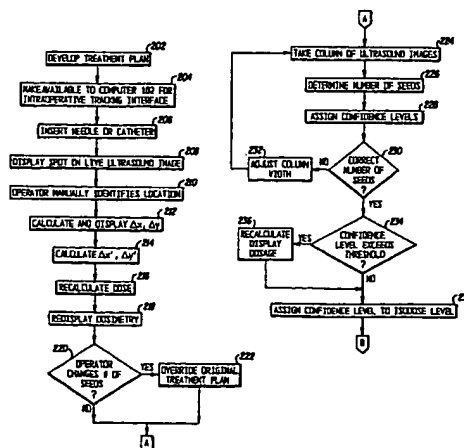 DEVELOP TREATMENT PLAN
202
MAKE AVAILABLE TO COMPUTER 102 FOR
INTRAOPERATIVE TRACKING INTERFACE
204
INSERT NEEDLE OR CATHETER
206
DISPLAY SPOT ON LIVE ULTRASOUND IMAGE
208
OPERATOR MANUALLY IDENTIFIES LOCATION
210
CALCULATE AND DISPLAY Δx, Δy
212
CALCULATE Δx', Δy'
214
RECALCULATE DOSE
216
REDISPLAY DOSIMETRY
218
OPERATOR
CHANGES # OF
SEEDS
?
220
YES
NO
OVERRIDE ORIGINAL
TREATMENT PLAN
222
A
A
TAKE COLUMN OF ULTRASOUND IMAGES
224
DETERMINE NUMBER OF SEEDS
226
ASSIGN CONFIDENCE LEVELS
228
CORRECT
NUMBER OF
SEEDS
?
230
NO
YES
ADJUST COLUMN
WIDTH
232
CONFIDENCE
LEVEL EXCEEDS
THRESHOLD
?
234
YES
NO
RECALCULATE
DISPLAY
DOSAGE
236
ASSIGN CONFIDENCE LEVEL TO ISODOSE LEVEL
B